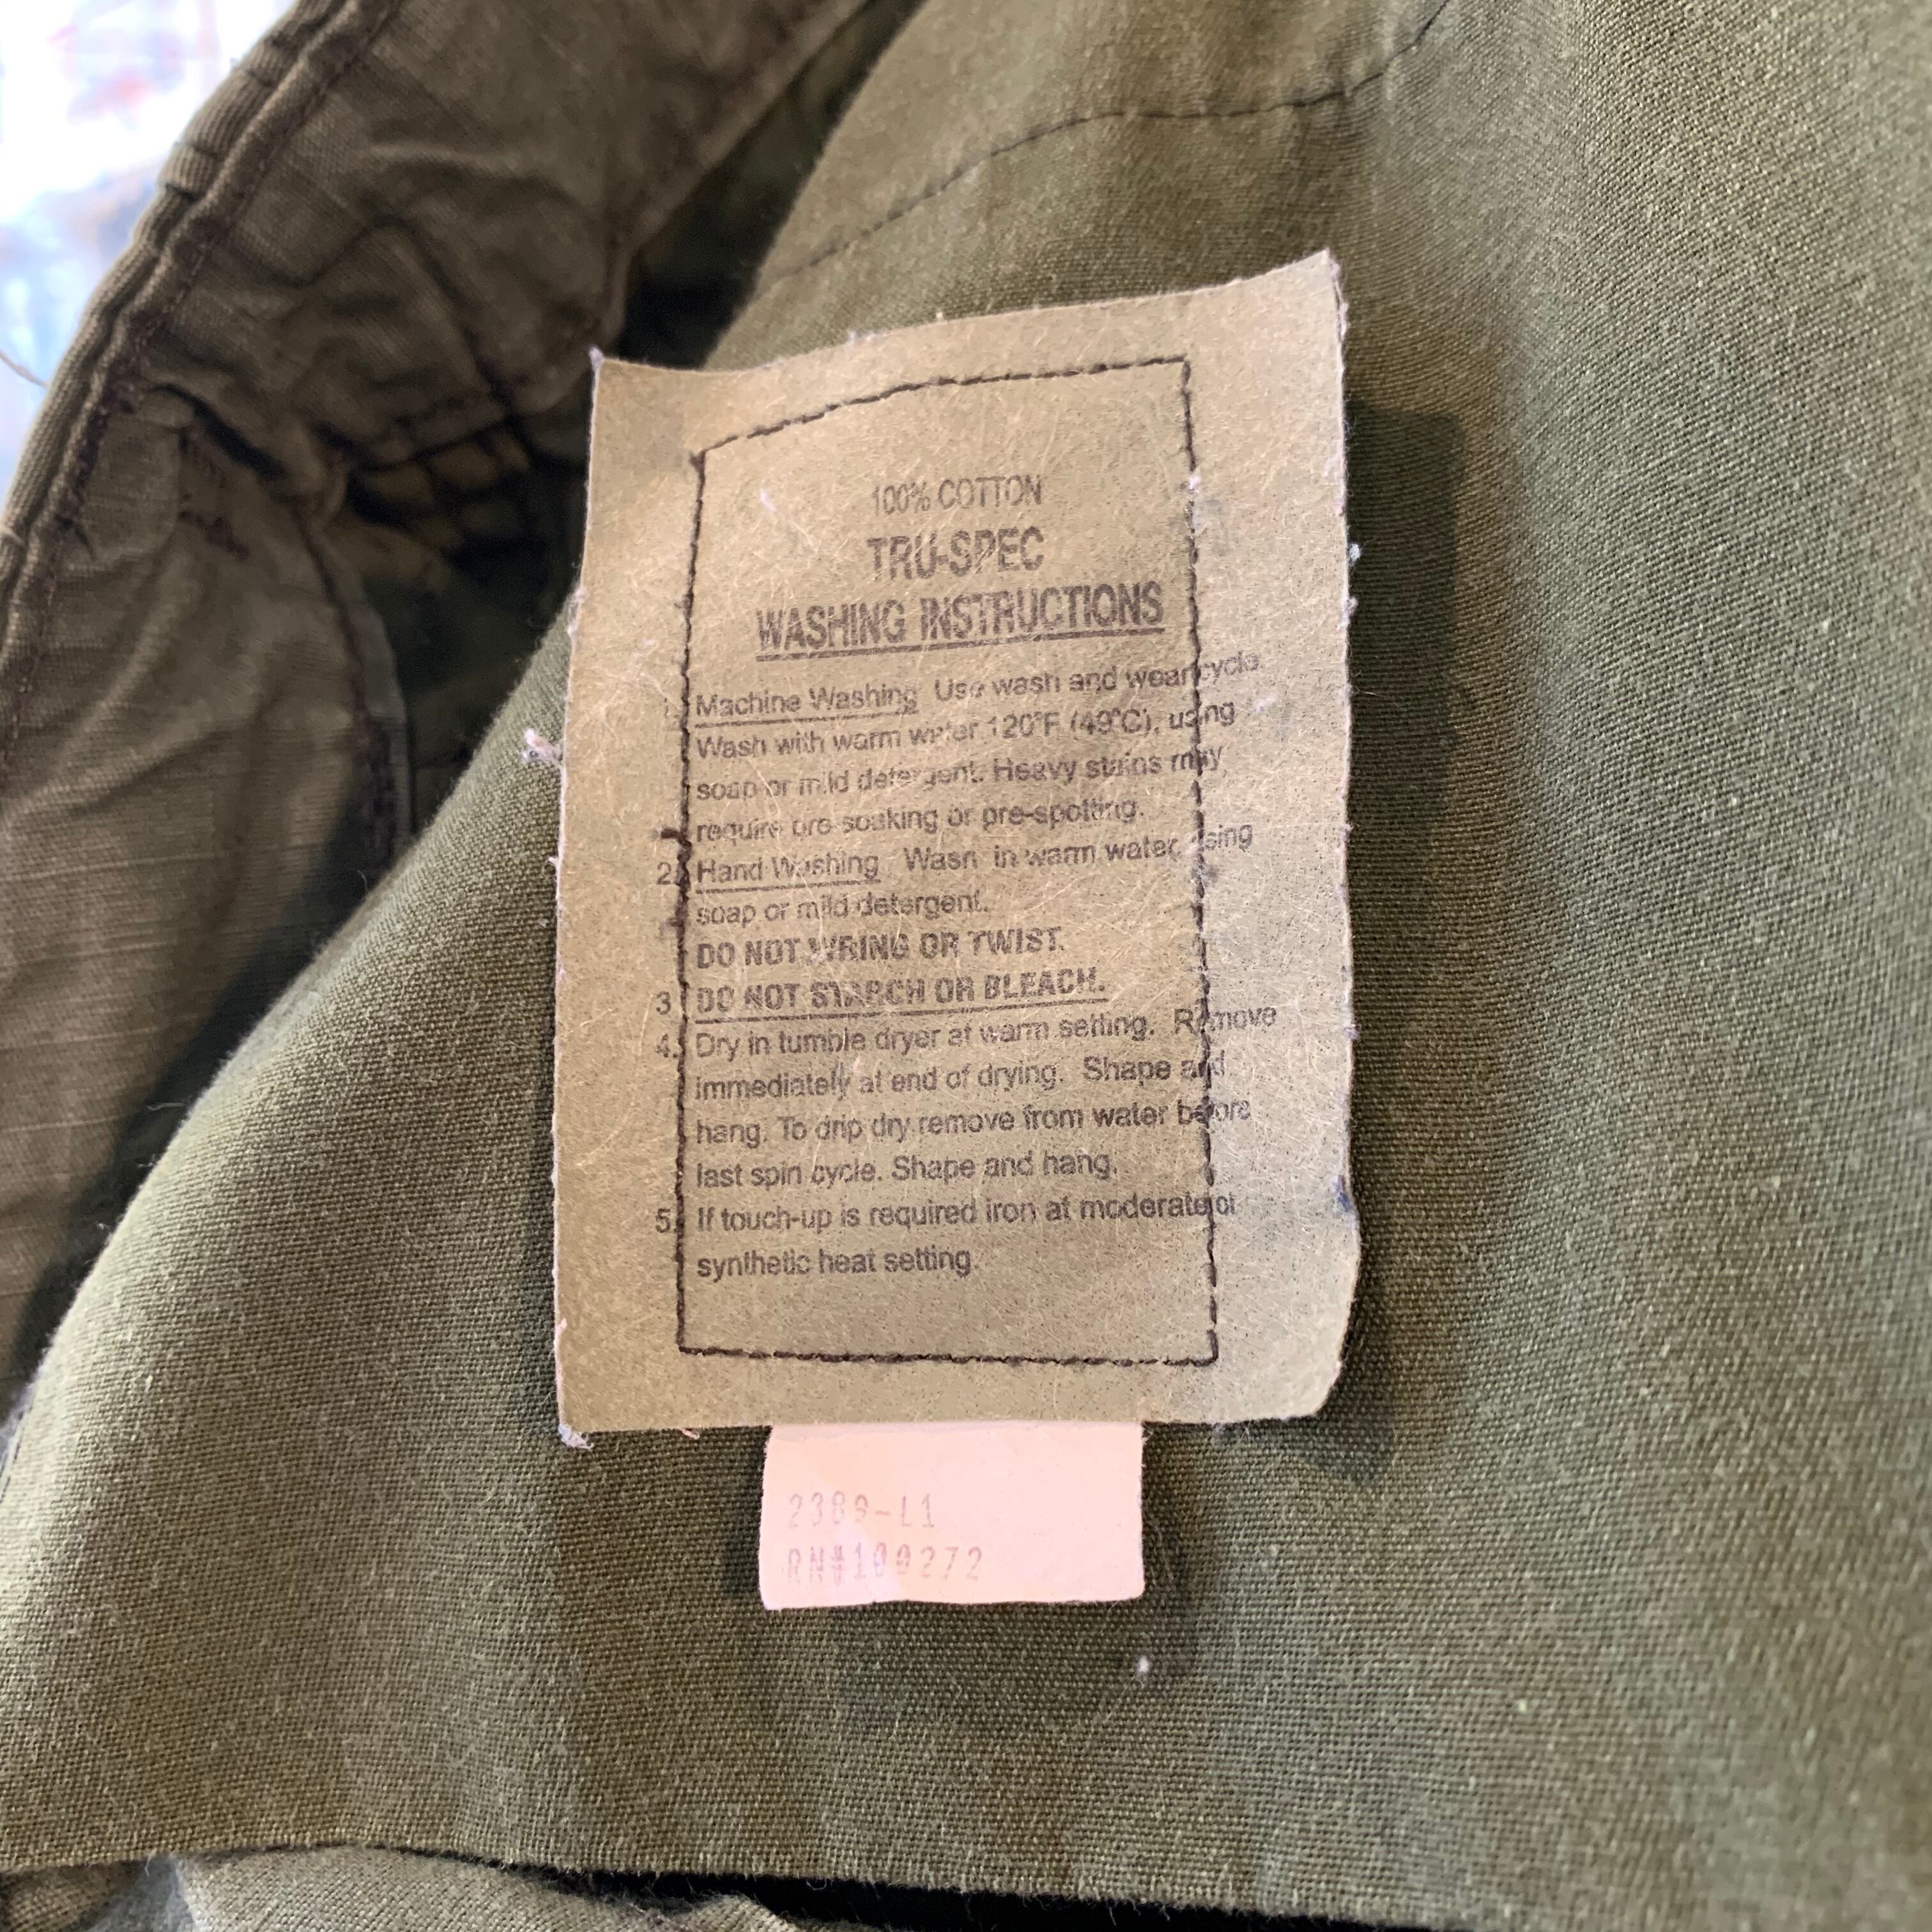 100% COTTON
TRU-SPEC
WASHING INSTRUCTIONS
1. Machine Washing Use wash and wear cycle.
Wash with warm water 120°F (49°C), using
soap or mild detergent. Heavy stains may
require pre-soaking or pre-spotting.
2. Hand Washing Wash in warm water, using
soap or mild detergent.
DO NOT WRING OR TWIST.
3. DO NOT STARCH OR BLEACH.
4. Dry in tumble dryer at warm setting. Remove
immediately at end of drying. Shape and
hang. To drip dry remove from water before
last spin cycle. Shape and hang.
5. If touch-up is required iron at moderate or
synthetic heat setting.
2389-L1
RN#100272